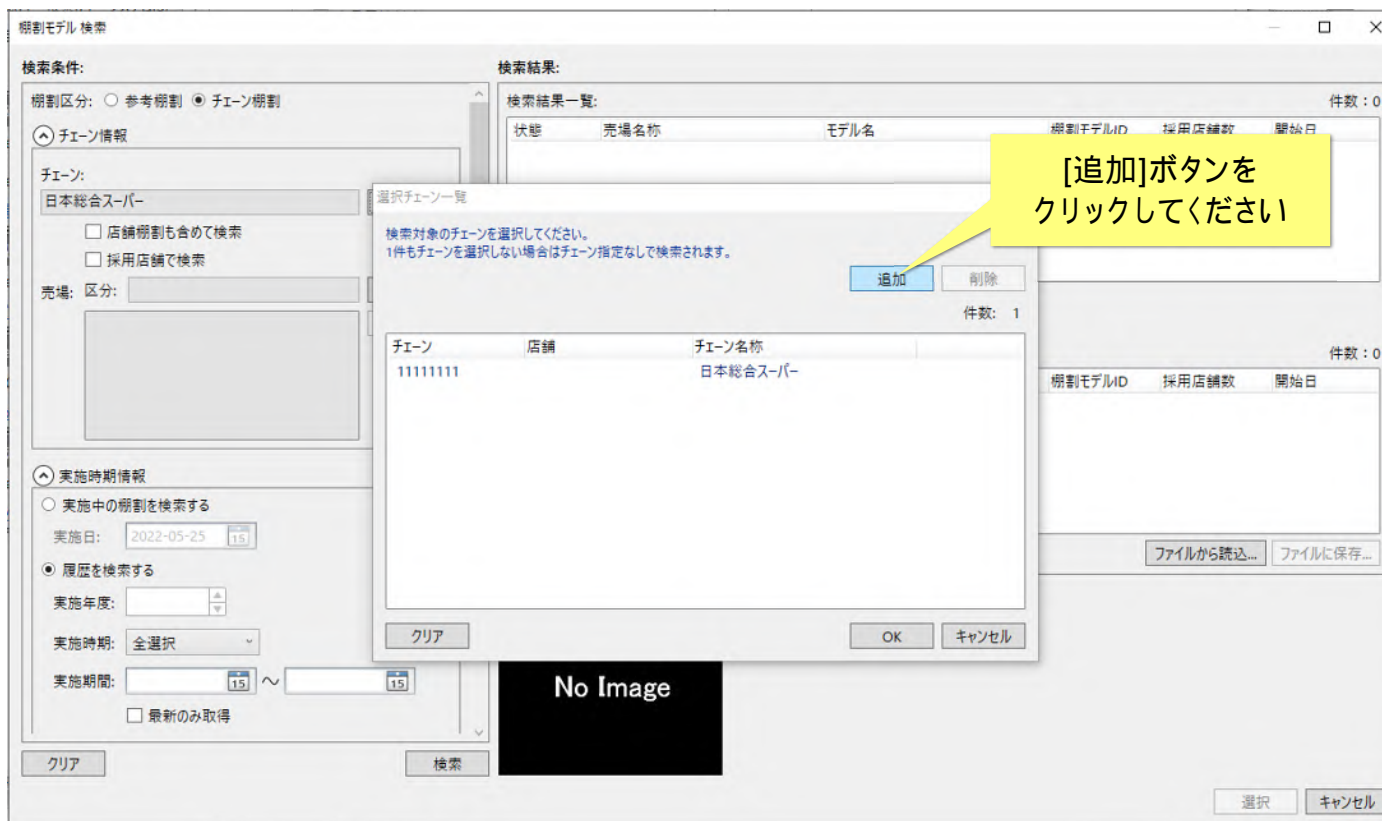 棚割モデル 検索
検索条件:
棚割区分: 参考棚割 チェーン棚割
チェーン情報
チェーン:
日本総合スーパー
店舗棚割も含めて検索
採用店舗で検索
売場: 区分:
実施時期情報
実施中の棚割を検索する
実施日: 2022-05-25 15
履歴を検索する
実施年度:
実施時期: 全選択
実施期間: 15 ～ 15
最新のみ取得
クリア 検索
検索結果:
検索結果一覧: 件数：0
状態 売場名称 モデル名 棚割モデルID 採用店舗数 開始日
[追加]ボタンを
クリックしてください
選択チェーン一覧
検索対象のチェーンを選択してください。
1件もチェーンを選択しない場合はチェーン指定なしで検索されます。
追加 削除
件数: 1
チェーン 店舗 チェーン名称
11111111 日本総合スーパー
クリア OK キャンセル
件数：0
棚割モデルID 採用店舗数 開始日
ファイルから読込... ファイルに保存...
No Image
選択 キャンセル